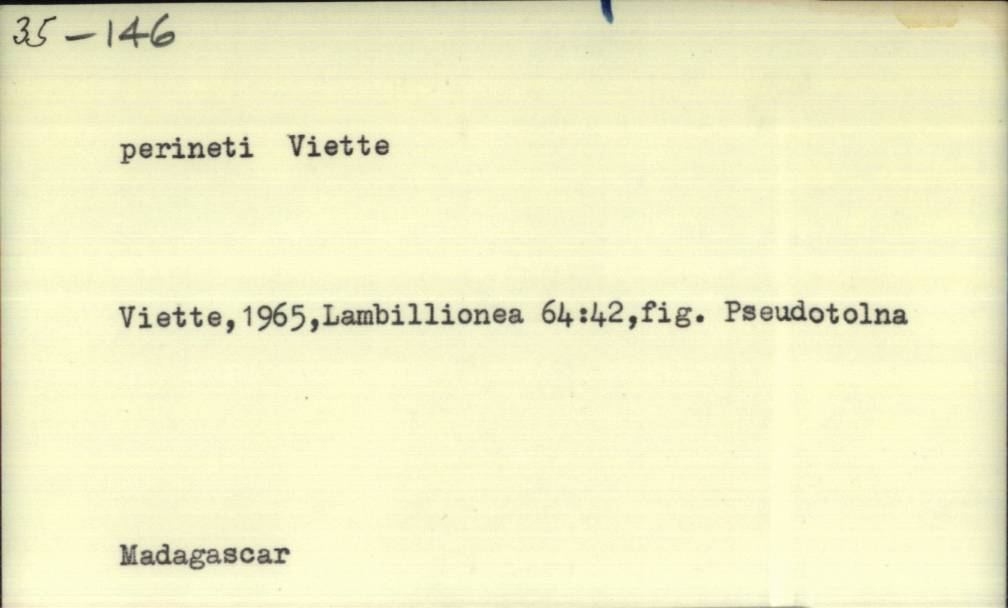 35-146
perineti Viette
Viette,1965,Lambillionea 64:42,fig. Pseudotolna
Madagascar